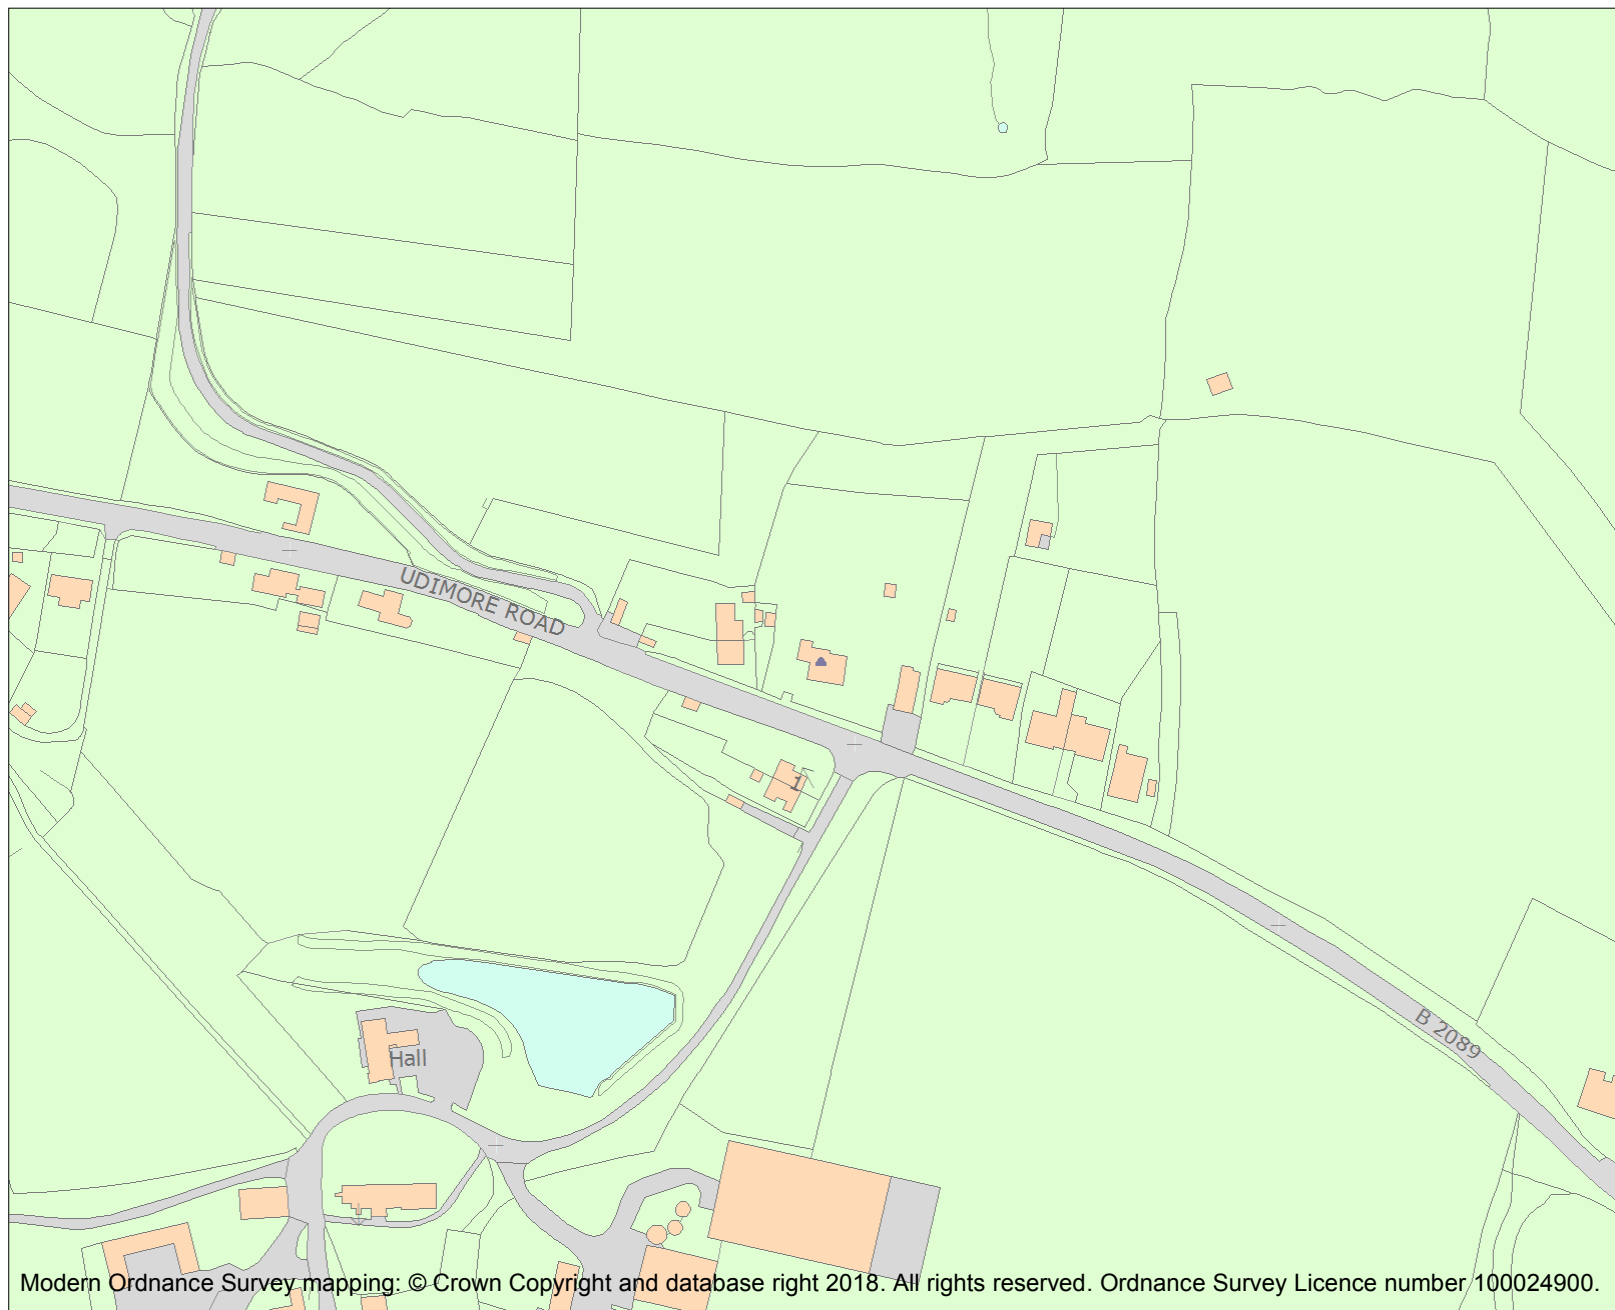 UDIMORE ROAD
1
B 2089
Hall
Modern Ordnance Survey mapping: © Crown Copyright and database right 2018. All rights reserved. Ordnance Survey Licence number 100024900.